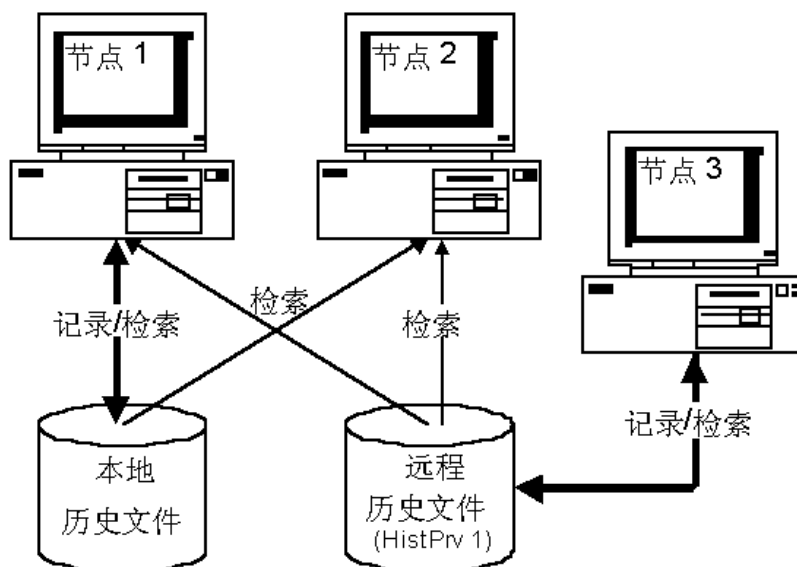 节点 1
节点 2
节点 3
检索
记录/检索
检索
记录/检索
本地
历史文件
远程
历史文件
(HistPrv 1)